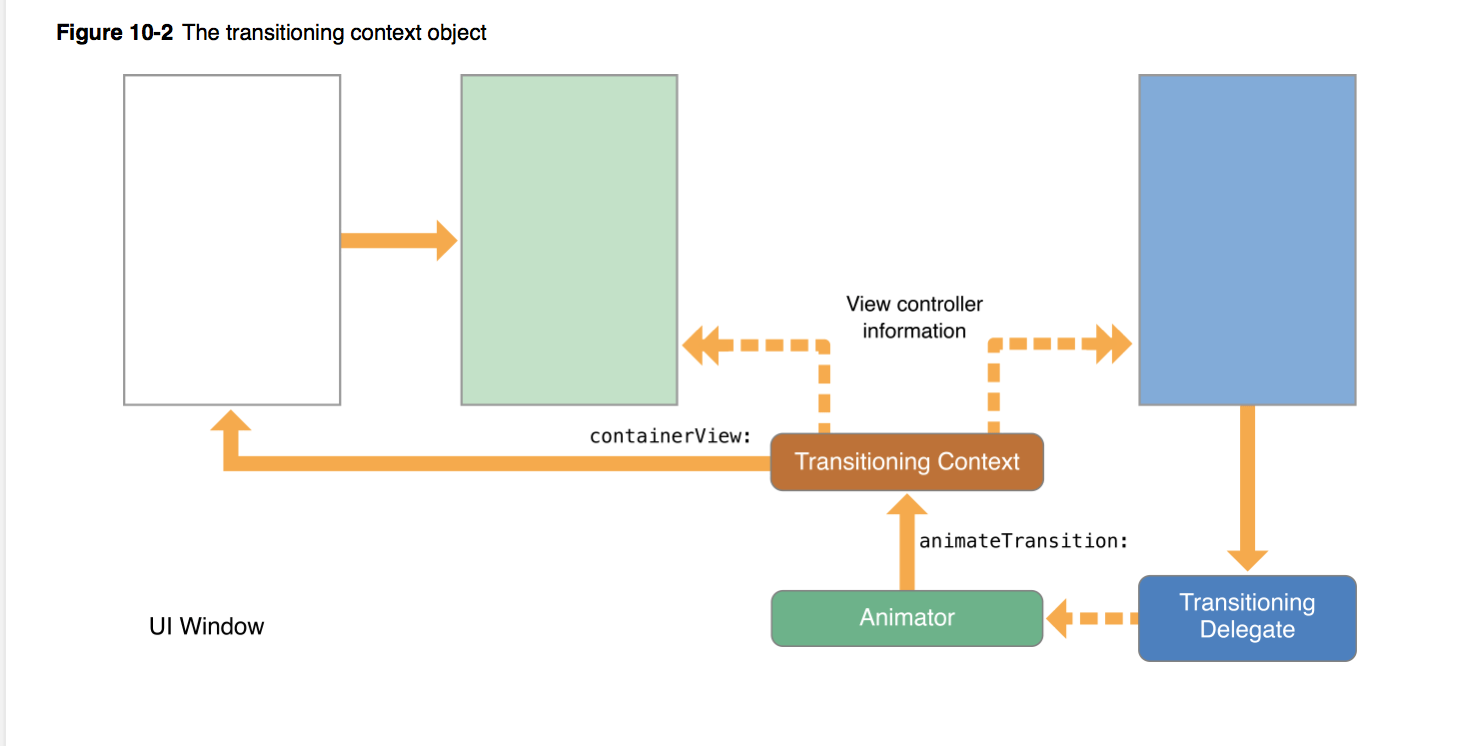 Figure 10-2 The transitioning context object
View controller
information
containerView:
Transitioning Context
animateTransition:
Animator
Transitioning
Delegate
UI Window